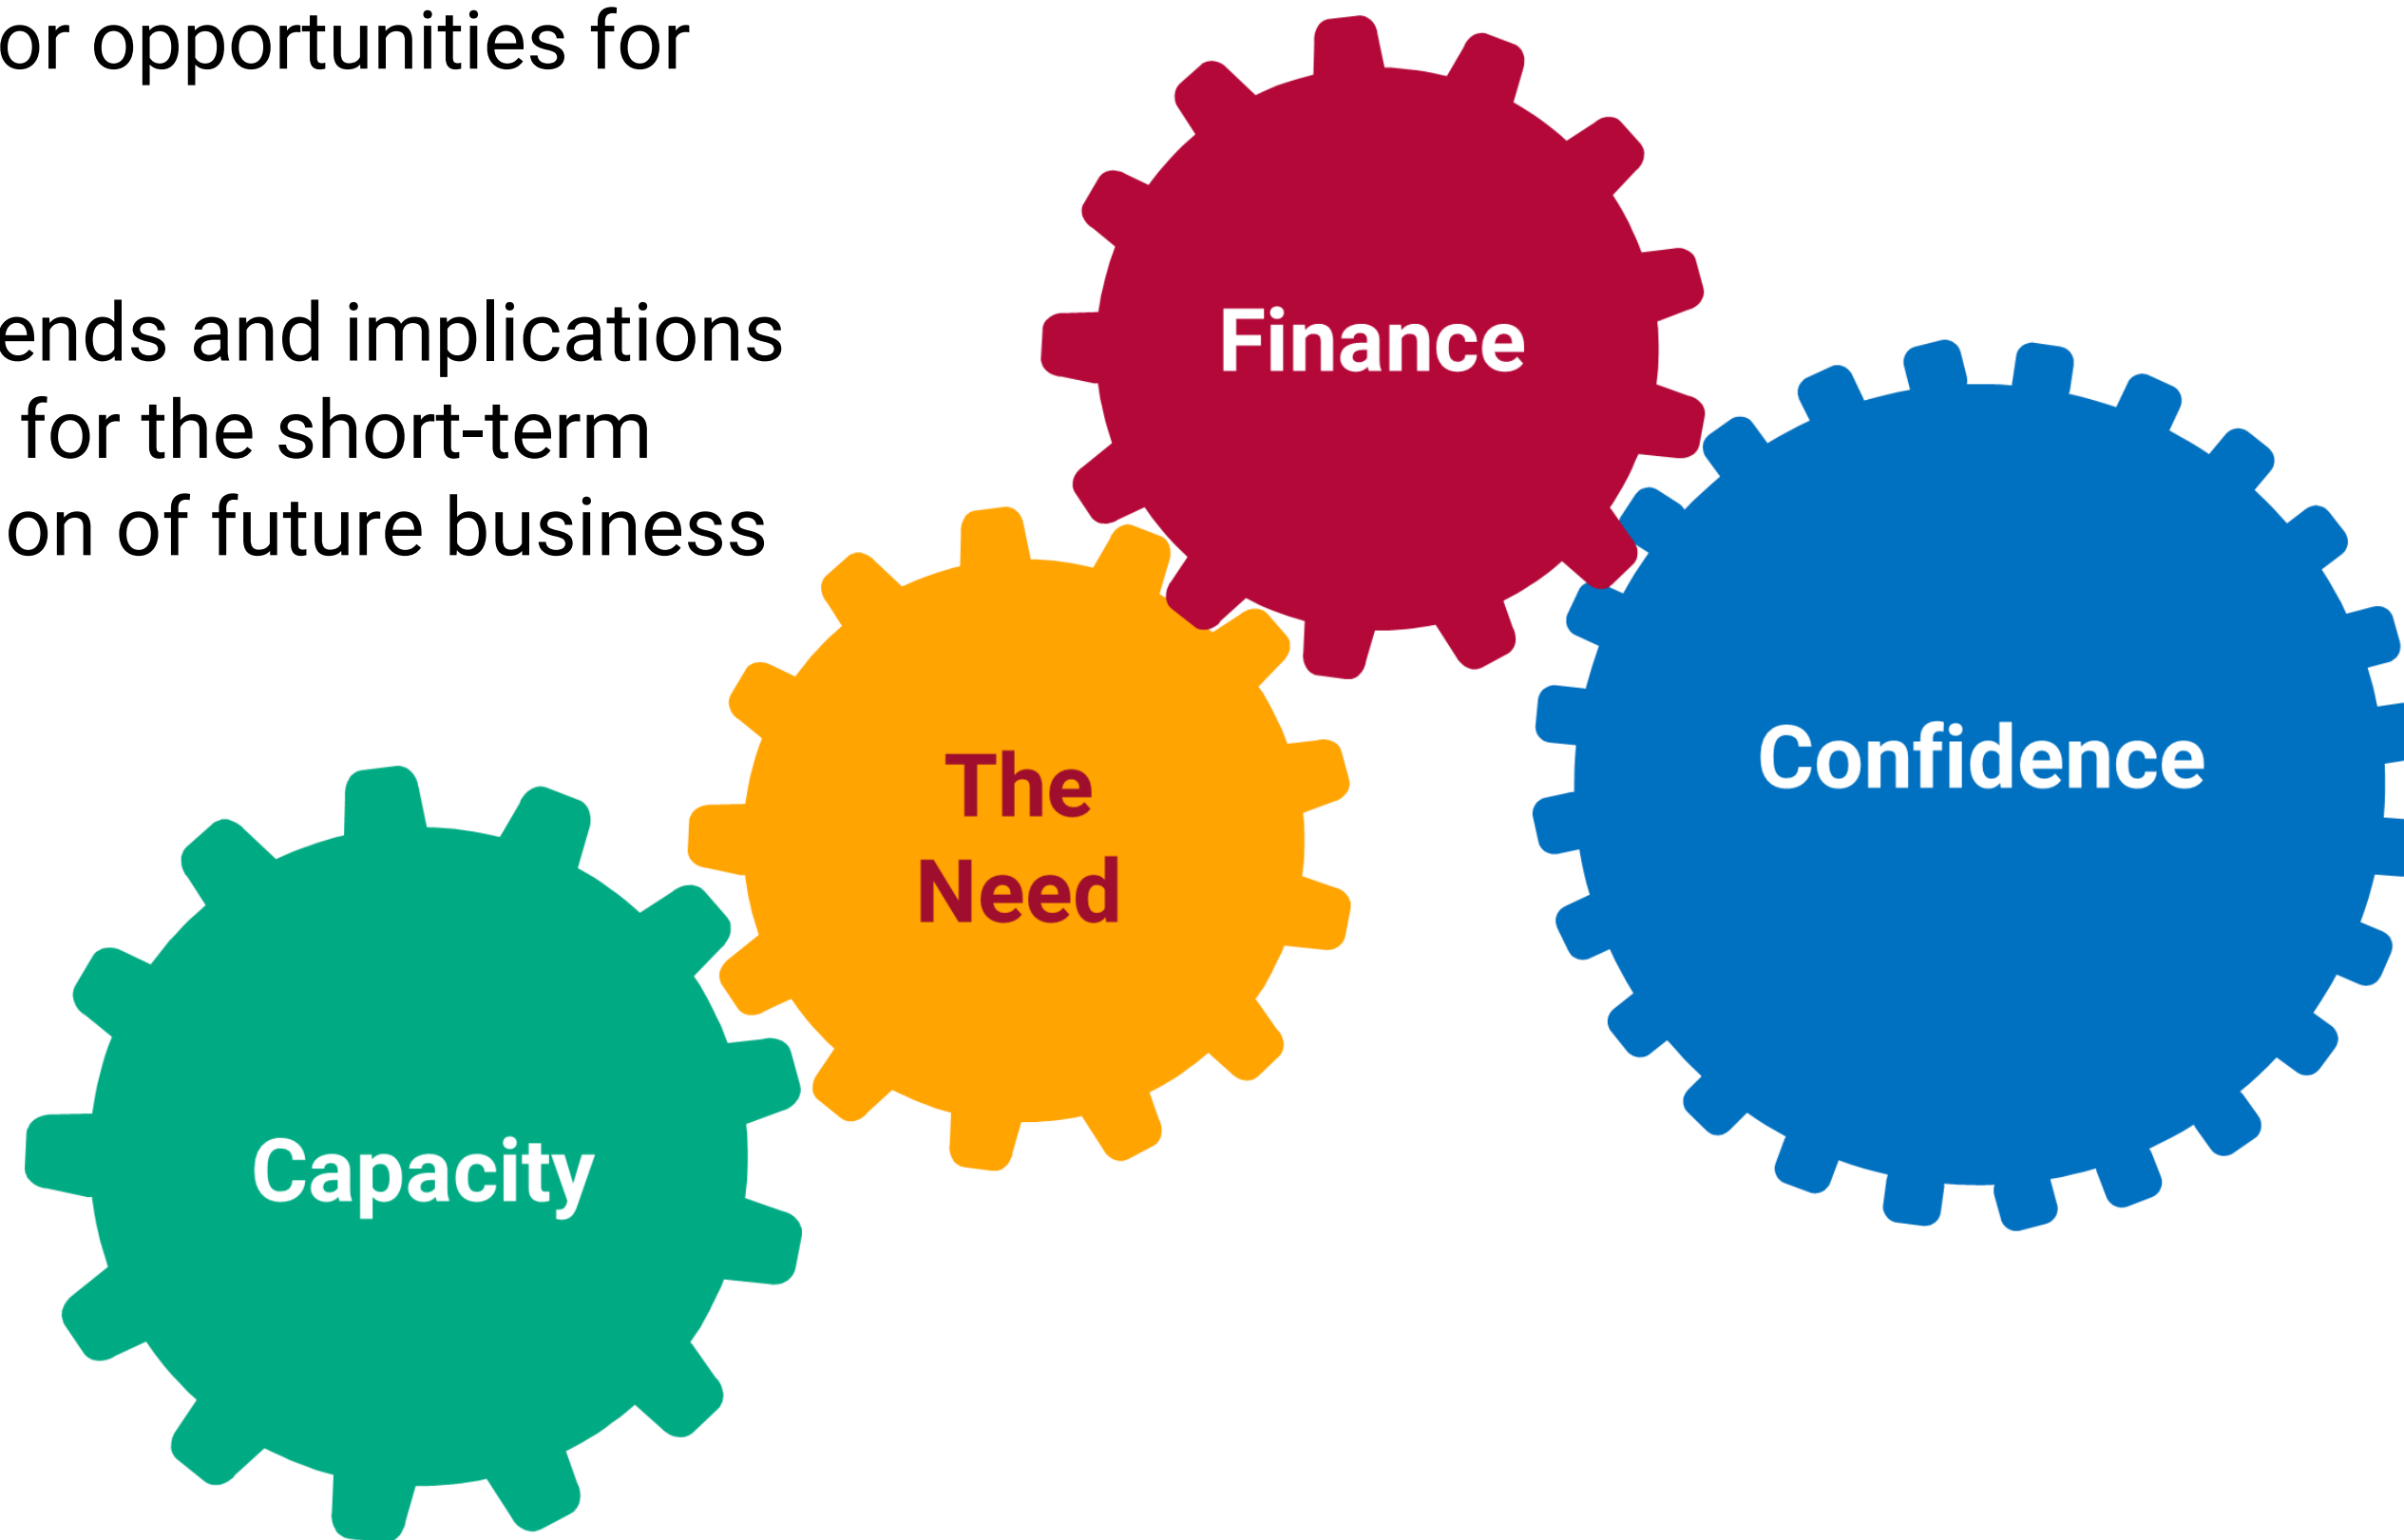 or opportunities for
ends and implications
for the short-term
on of future business
Finance
Confidence
The
Need
Capacity